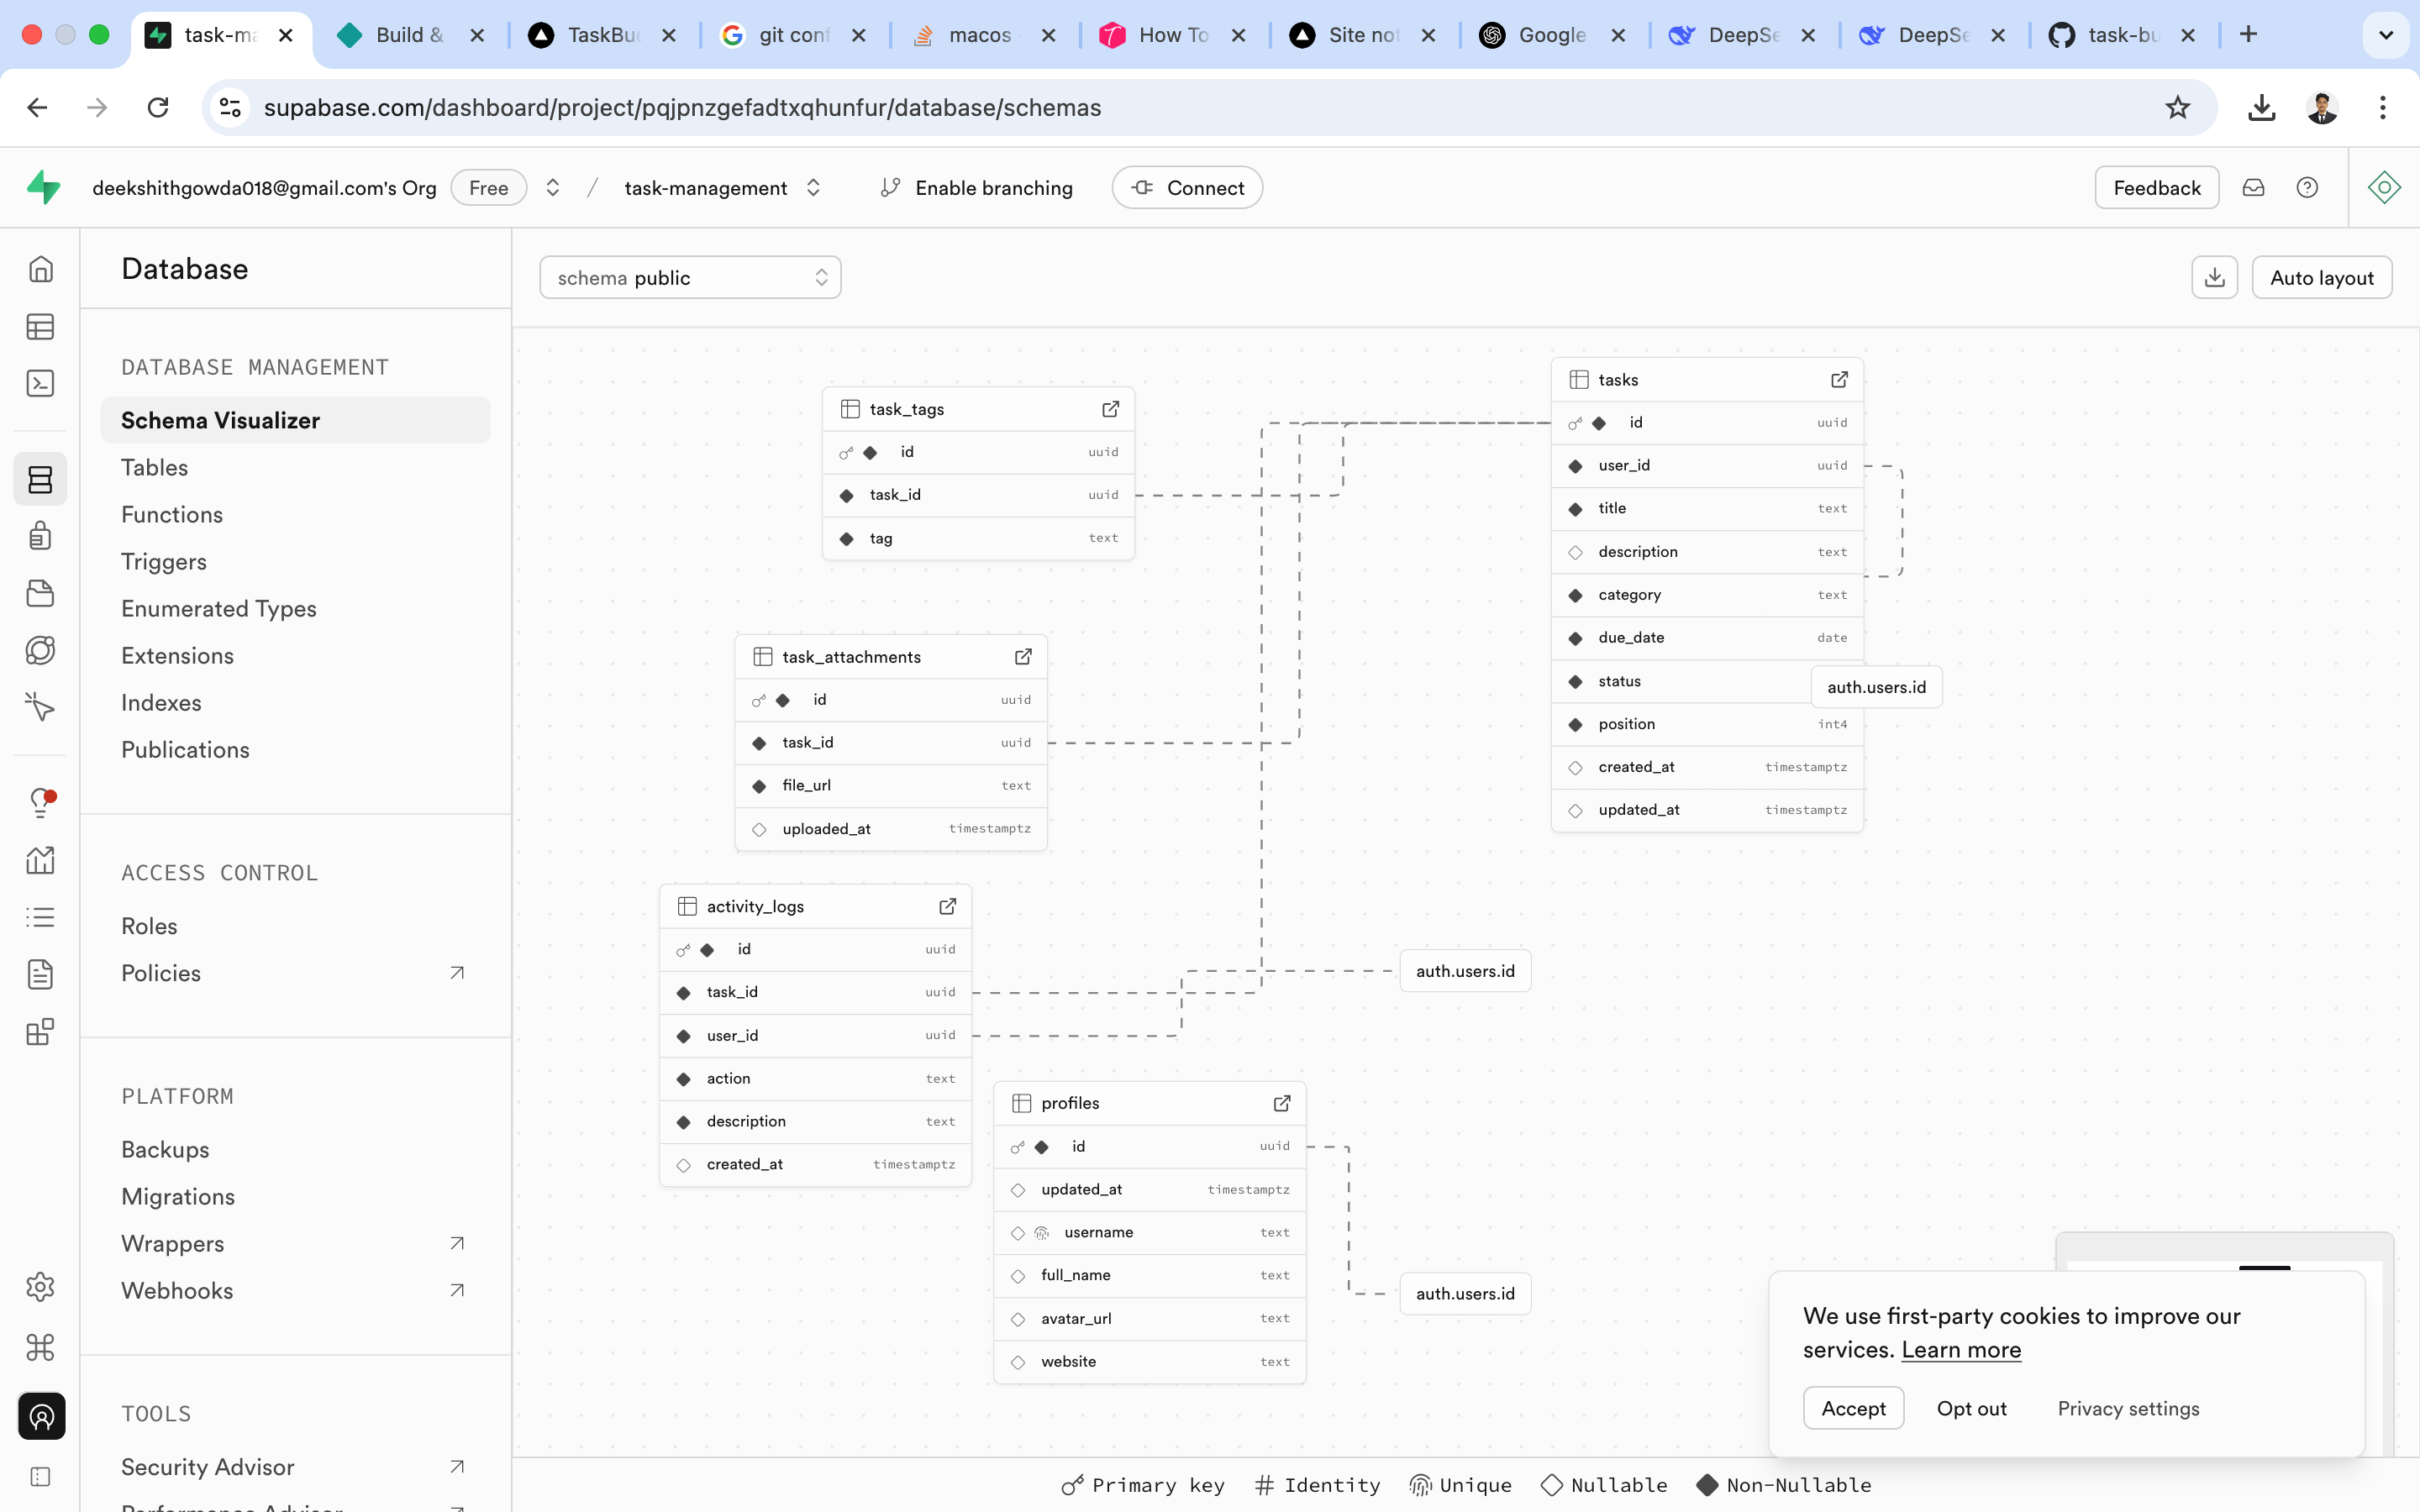 task-ma
Build &
TaskBu
git conf
macos
How To
Site not
Google
DeepSe
DeepSe
task-bu
supabase.com/dashboard/project/pqjpnzgefadtxqhunfur/database/schemas
deekshithgowda018@gmail.com's Org
Free
/
task-management
Enable branching
Connect
Feedback
Database
DATABASE MANAGEMENT
Schema Visualizer
Tables
Functions
Triggers
Enumerated Types
Extensions
Indexes
Publications
ACCESS CONTROL
Roles
Policies
PLATFORM
Backups
Migrations
Wrappers
Webhooks
TOOLS
Security Advisor
Performance Advisor
schema public
Auto layout
task_tags
id uuid
task_id uuid
tag text
tasks
id uuid
user_id uuid
title text
description text
category text
due_date date
status
auth.users.id
position int4
created_at timestamptz
updated_at timestamptz
task_attachments
id uuid
task_id uuid
file_url text
uploaded_at timestamptz
activity_logs
id uuid
task_id uuid
user_id uuid
action text
description text
created_at timestamptz
auth.users.id
profiles
id uuid
updated_at timestamptz
username text
full_name text
avatar_url text
website text
auth.users.id
We use first-party cookies to improve our
services. Learn more
Accept
Opt out
Privacy settings
Primary key
Identity
Unique
Nullable
Non-Nullable